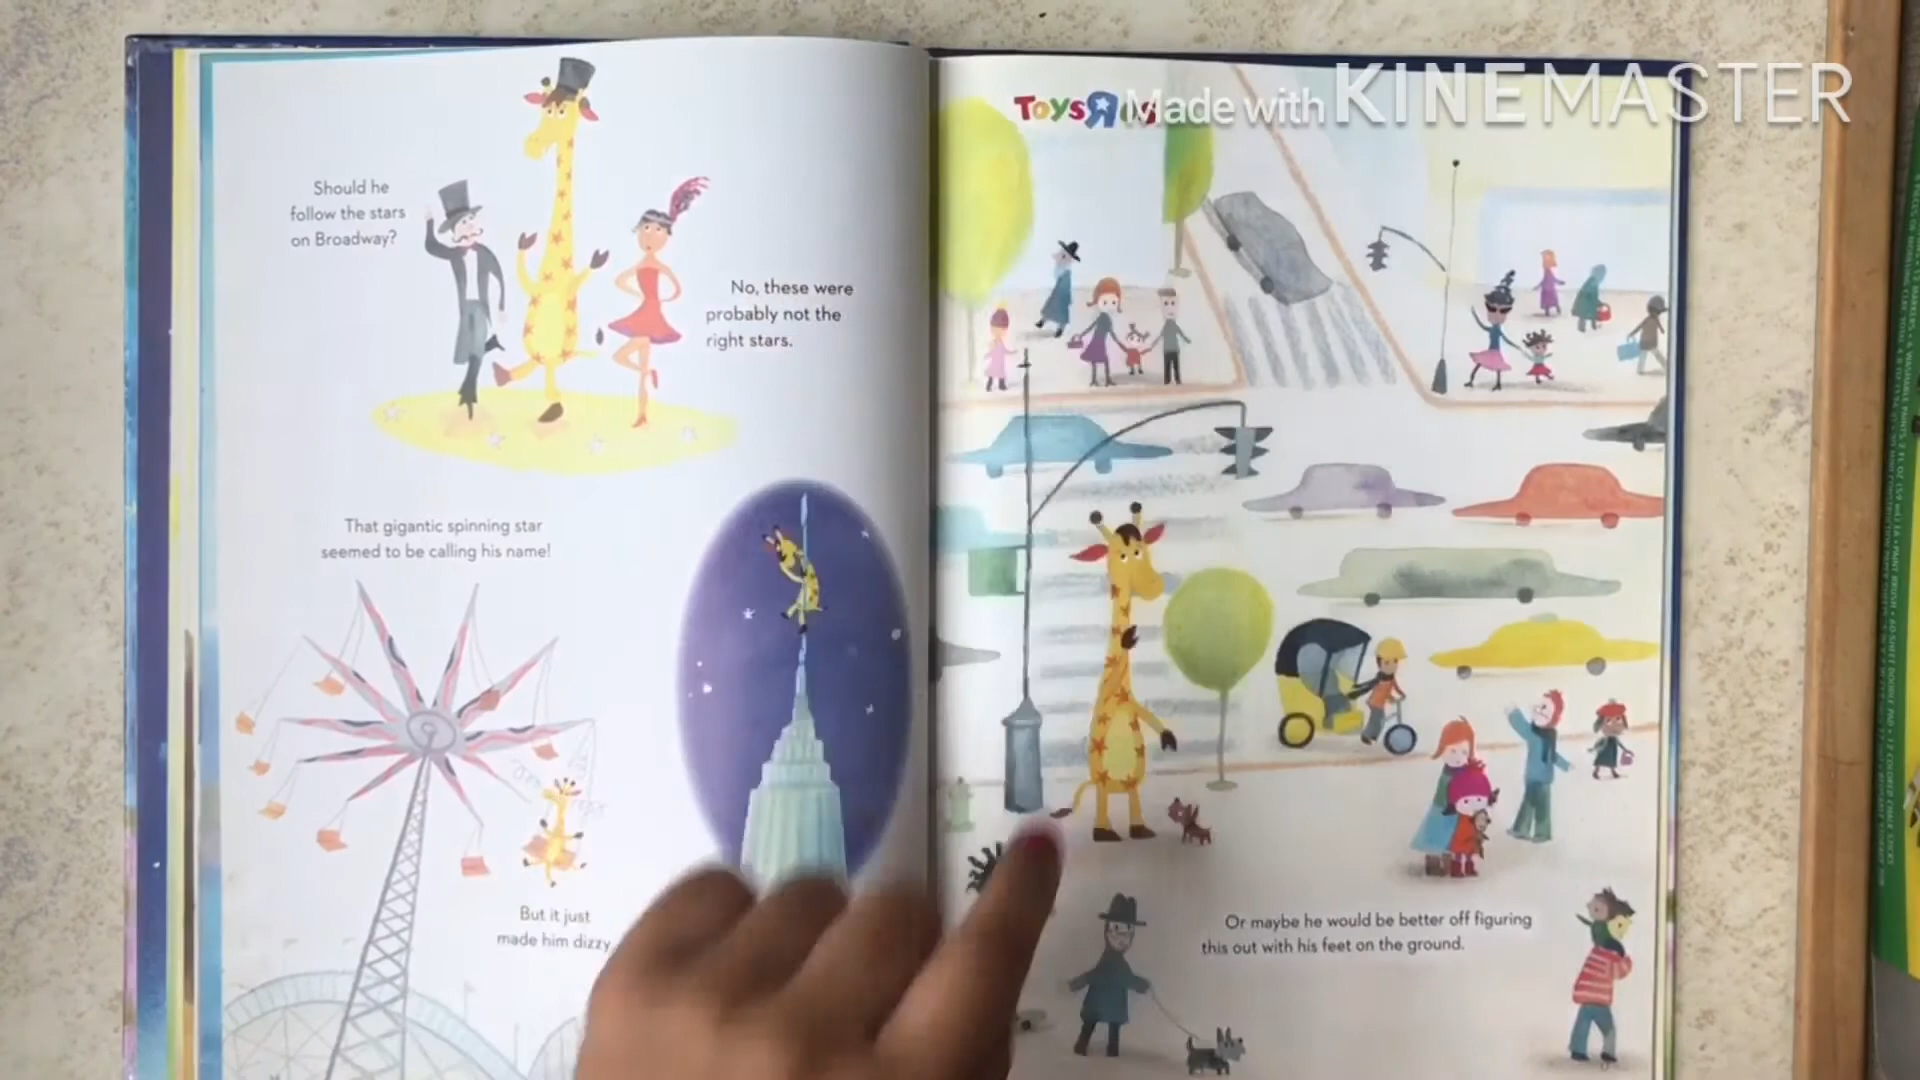 Should he
follow the stars
on Broadway?
No, these were
probably not the
right stars.
That gigantic spinning star
seemed to be calling his name!
But it just
made him dizzy
ToysRUs
Made with KINEMASTER
Or maybe he would be better off figuring
this out with his feet on the ground.